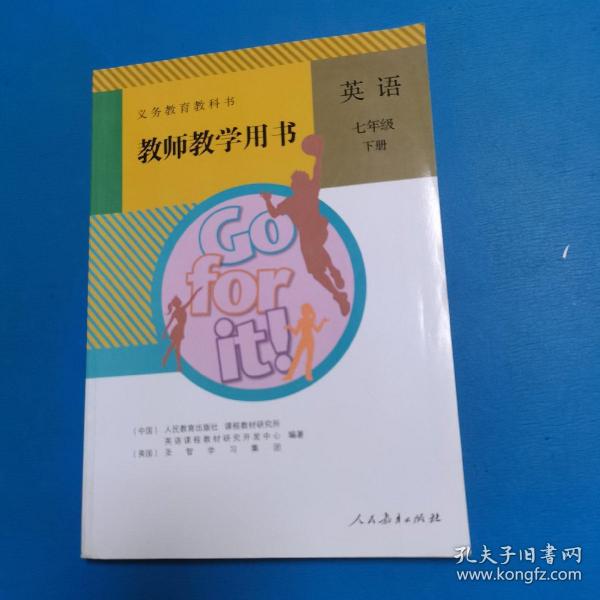 义务教育教科书
教师教学用书
英语
七年级
下册
Go
for
it!
（中国）人民教育出版社 课程教材研究所
英语课程教材研究开发中心 编著
（美国）圣智学习集团
人民教育出版社
孔夫子旧书网
www.kongfz.com